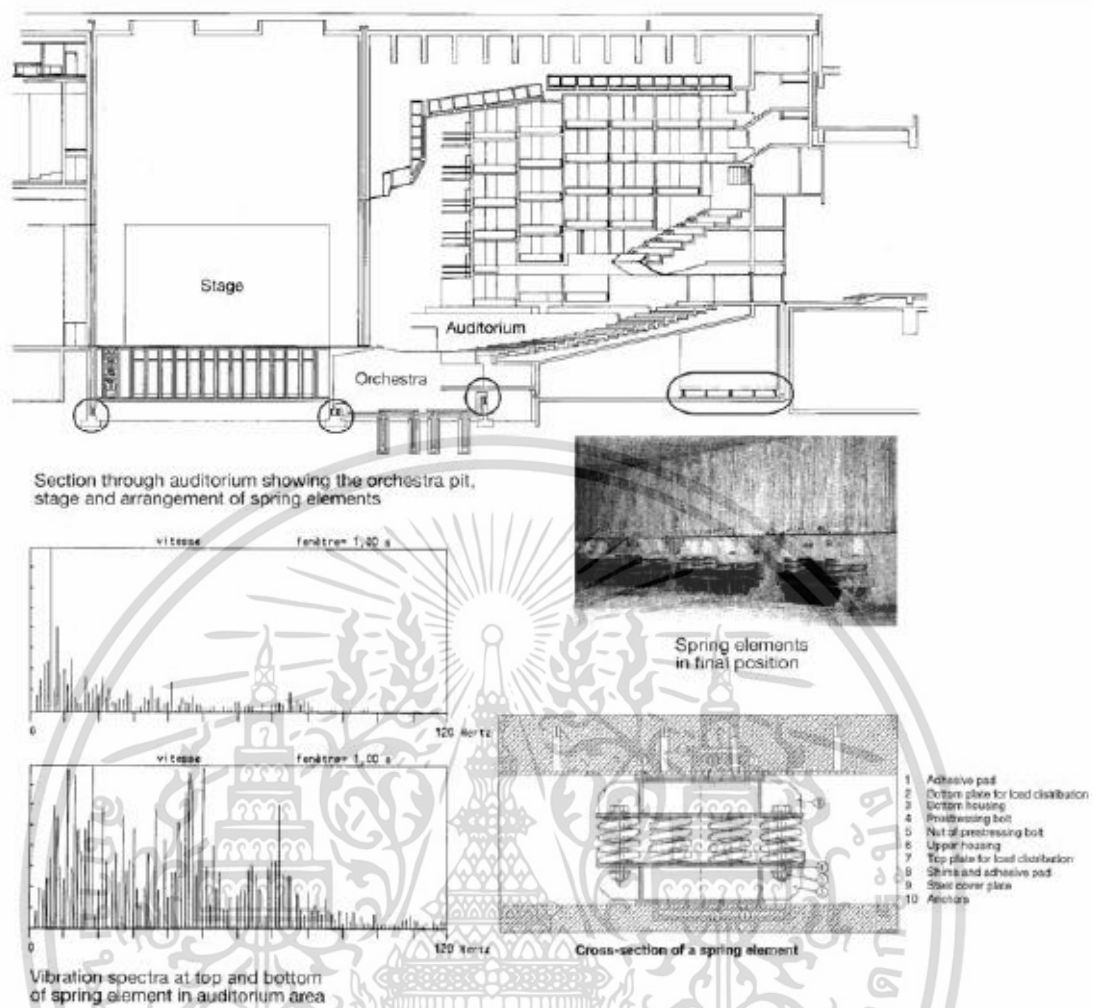 Stage
Auditorium
Orchestra
Section through auditorium showing the orchestra pit,
stage and arrangement of spring elements
vitesse fenêtre= 1,00 s
0 120 Hertz
vitesse fenêtre= 1,00 s
0 120 Hertz
Vibration spectra at top and bottom
of spring element in auditorium area
Spring elements
in final position
1 Adhesive pad
2 Bottom plate for load distribution
3 Bottom housing
4 Prestressing bolt
5 Nut of prestressing bolt
6 Upper housing
7 Top plate for load distribution
8 Shims and adhesive pad
9 Steel cover plate
10 Anchors
Cross-section of a spring element